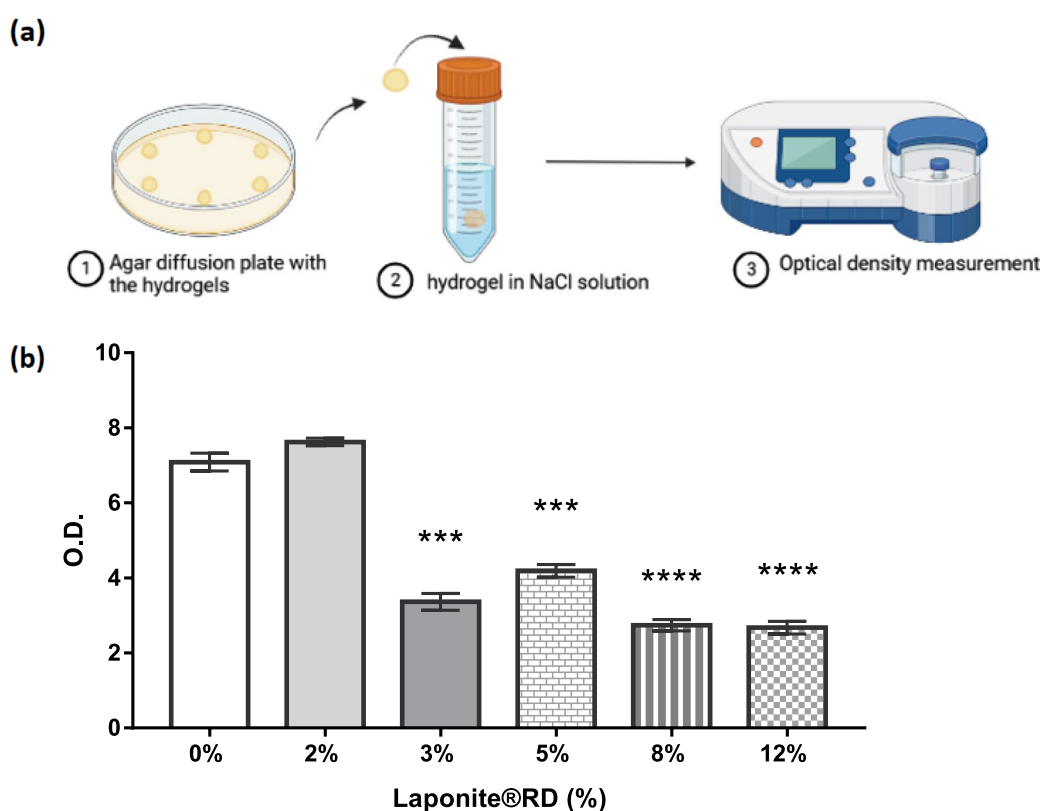 (a)
1 Agar diffusion plate with
the hydrogels
2 hydrogel in NaCl solution
3 Optical density measurement
(b)
10
8
6
4
2
0
O.D.
***
***
****
****
0% 2% 3% 5% 8% 12%
Laponite®RD (%)